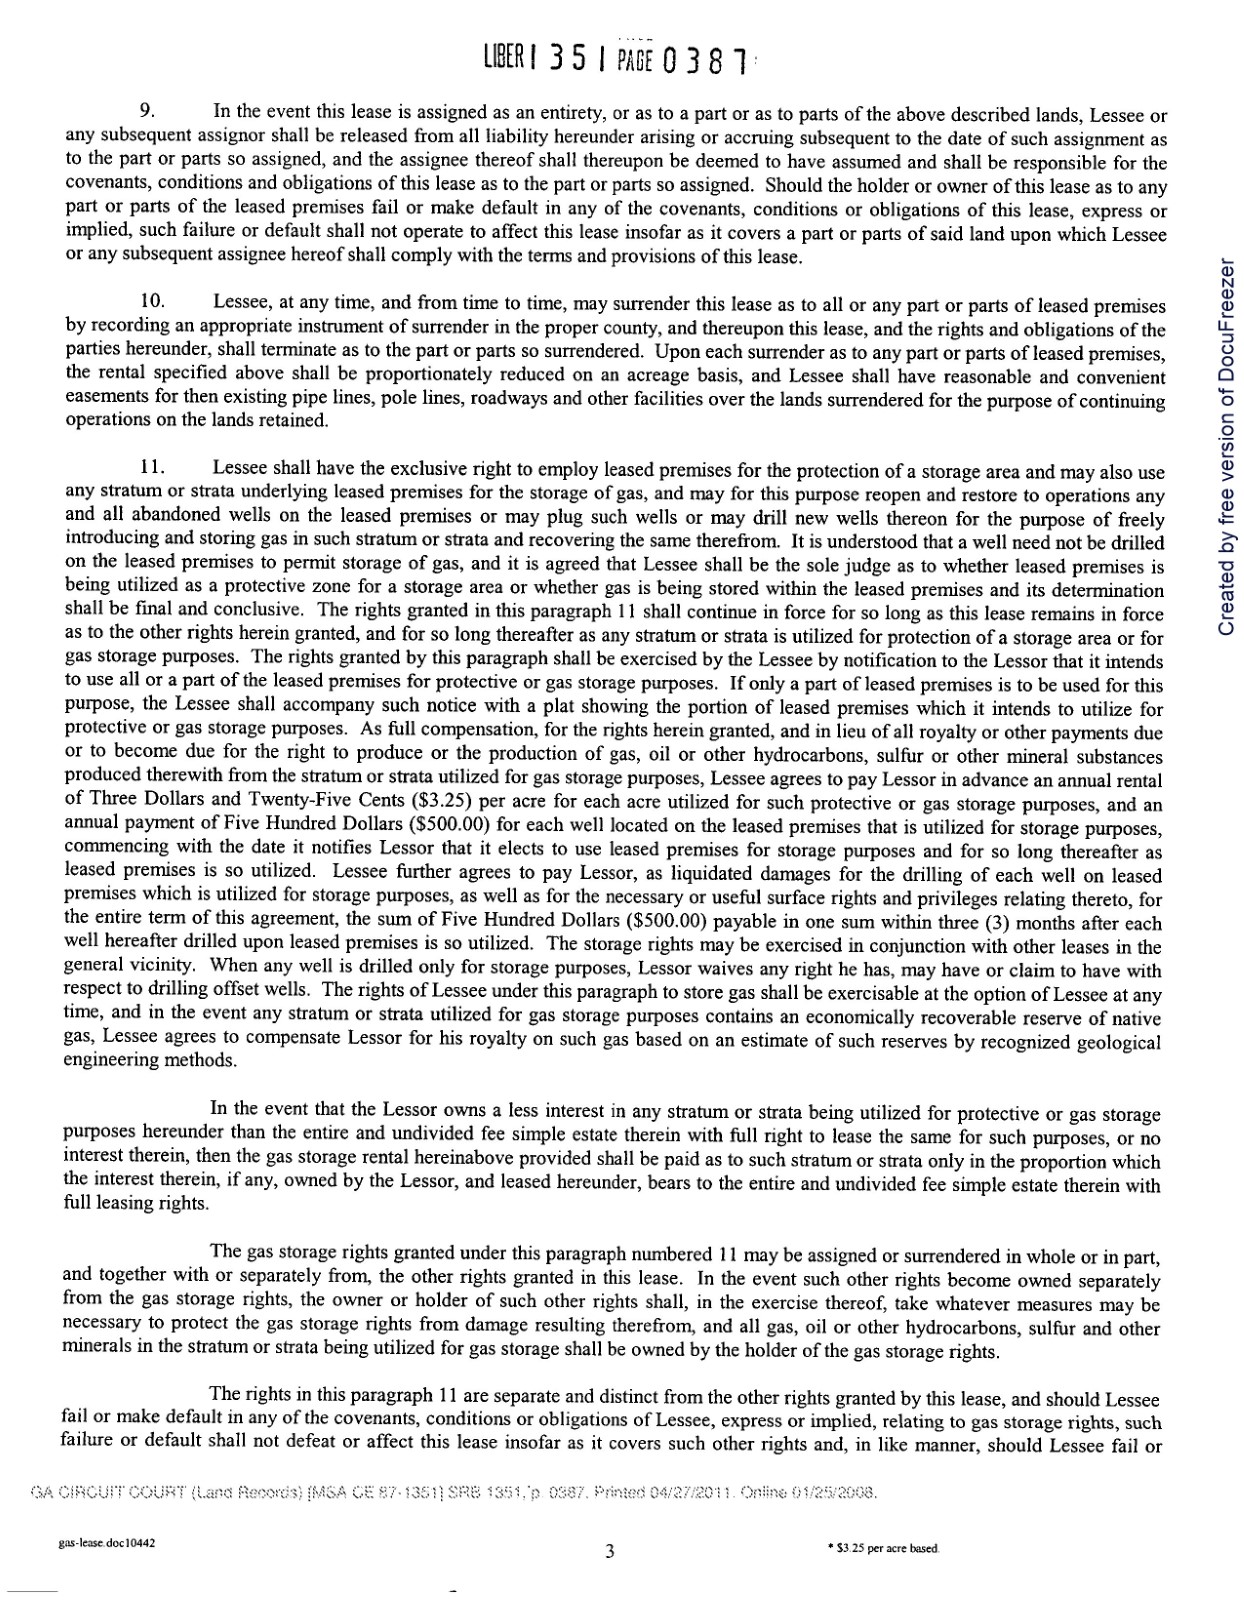 LIBER 1 3 5 1 PAGE 0 3 8 7
9. In the event this lease is assigned as an entirety, or as to a part or as to parts of the above described lands, Lessee or
any subsequent assignor shall be released from all liability hereunder arising or accruing subsequent to the date of such assignment as
to the part or parts so assigned, and the assignee thereof shall thereupon be deemed to have assumed and shall be responsible for the
covenants, conditions and obligations of this lease as to the part or parts so assigned. Should the holder or owner of this lease as to any
part or parts of the leased premises fail or make default in any of the covenants, conditions or obligations of this lease, express or
implied, such failure or default shall not operate to affect this lease insofar as it covers a part or parts of said land upon which Lessee
or any subsequent assignee hereof shall comply with the terms and provisions of this lease.
10. Lessee, at any time, and from time to time, may surrender this lease as to all or any part or parts of leased premises
by recording an appropriate instrument of surrender in the proper county, and thereupon this lease, and the rights and obligations of the
parties hereunder, shall terminate as to the part or parts so surrendered. Upon each surrender as to any part or parts of leased premises,
the rental specified above shall be proportionately reduced on an acreage basis, and Lessee shall have reasonable and convenient
easements for then existing pipe lines, pole lines, roadways and other facilities over the lands surrendered for the purpose of continuing
operations on the lands retained.
11. Lessee shall have the exclusive right to employ leased premises for the protection of a storage area and may also use
any stratum or strata underlying leased premises for the storage of gas, and may for this purpose reopen and restore to operations any
and all abandoned wells on the leased premises or may plug such wells or may drill new wells thereon for the purpose of freely
introducing and storing gas in such stratum or strata and recovering the same therefrom. It is understood that a well need not be drilled
on the leased premises to permit storage of gas, and it is agreed that Lessee shall be the sole judge as to whether leased premises is
being utilized as a protective zone for a storage area or whether gas is being stored within the leased premises and its determination
shall be final and conclusive. The rights granted in this paragraph 11 shall continue in force for so long as this lease remains in force
as to the other rights herein granted, and for so long thereafter as any stratum or strata is utilized for protection of a storage area or for
gas storage purposes. The rights granted by this paragraph shall be exercised by the Lessee by notification to the Lessor that it intends
to use all or a part of the leased premises for protective or gas storage purposes. If only a part of leased premises is to be used for this
purpose, the Lessee shall accompany such notice with a plat showing the portion of leased premises which it intends to utilize for
protective or gas storage purposes. As full compensation, for the rights herein granted, and in lieu of all royalty or other payments due
or to become due for the right to produce or the production of gas, oil or other hydrocarbons, sulfur or other mineral substances
produced therewith from the stratum or strata utilized for gas storage purposes, Lessee agrees to pay Lessor in advance an annual rental
of Three Dollars and Twenty-Five Cents ($3.25) per acre for each acre utilized for such protective or gas storage purposes, and an
annual payment of Five Hundred Dollars ($500.00) for each well located on the leased premises that is utilized for storage purposes,
commencing with the date it notifies Lessor that it elects to use leased premises for storage purposes and for so long thereafter as
leased premises is so utilized. Lessee further agrees to pay Lessor, as liquidated damages for the drilling of each well on leased
premises which is utilized for storage purposes, as well as for the necessary or useful surface rights and privileges relating thereto, for
the entire term of this agreement, the sum of Five Hundred Dollars ($500.00) payable in one sum within three (3) months after each
well hereafter drilled upon leased premises is so utilized. The storage rights may be exercised in conjunction with other leases in the
general vicinity. When any well is drilled only for storage purposes, Lessor waives any right he has, may have or claim to have with
respect to drilling offset wells. The rights of Lessee under this paragraph to store gas shall be exercisable at the option of Lessee at any
time, and in the event any stratum or strata utilized for gas storage purposes contains an economically recoverable reserve of native
gas, Lessee agrees to compensate Lessor for his royalty on such gas based on an estimate of such reserves by recognized geological
engineering methods.
In the event that the Lessor owns a less interest in any stratum or strata being utilized for protective or gas storage
purposes hereunder than the entire and undivided fee simple estate therein with full right to lease the same for such purposes, or no
interest therein, then the gas storage rental hereinabove provided shall be paid as to such stratum or strata only in the proportion which
the interest therein, if any, owned by the Lessor, and leased hereunder, bears to the entire and undivided fee simple estate therein with
full leasing rights.
The gas storage rights granted under this paragraph numbered 11 may be assigned or surrendered in whole or in part,
and together with or separately from, the other rights granted in this lease. In the event such other rights become owned separately
from the gas storage rights, the owner or holder of such other rights shall, in the exercise thereof, take whatever measures may be
necessary to protect the gas storage rights from damage resulting therefrom, and all gas, oil or other hydrocarbons, sulfur and other
minerals in the stratum or strata being utilized for gas storage shall be owned by the holder of the gas storage rights.
The rights in this paragraph 11 are separate and distinct from the other rights granted by this lease, and should Lessee
fail or make default in any of the covenants, conditions or obligations of Lessee, express or implied, relating to gas storage rights, such
failure or default shall not defeat or affect this lease insofar as it covers such other rights and, in like manner, should Lessee fail or
GA CIRCUIT COURT (Land Records) [MSA CE 87-1351] SRB 1351, p. 0387. Printed 04/27/2011. Online 01/25/2008.
gas-lease.doc10442
3
* $3.25 per acre based.
Created by free version of DocuFreezer